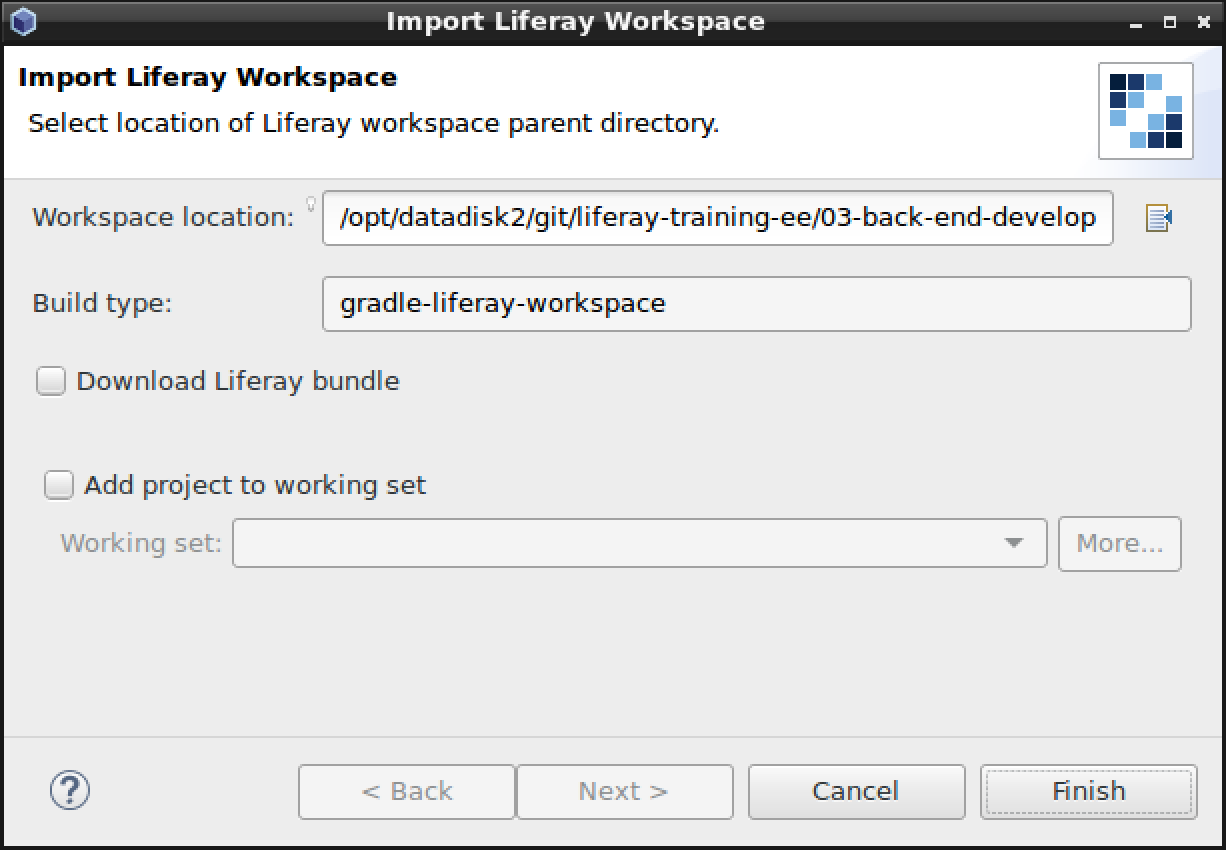 Import Liferay Workspace
Import Liferay Workspace
Select location of Liferay workspace parent directory.
Workspace location: /opt/datadisk2/git/liferay-training-ee/03-back-end-develop
Build type: gradle-liferay-workspace
Download Liferay bundle
Add project to working set
Working set: More...
? < Back Next > Cancel Finish